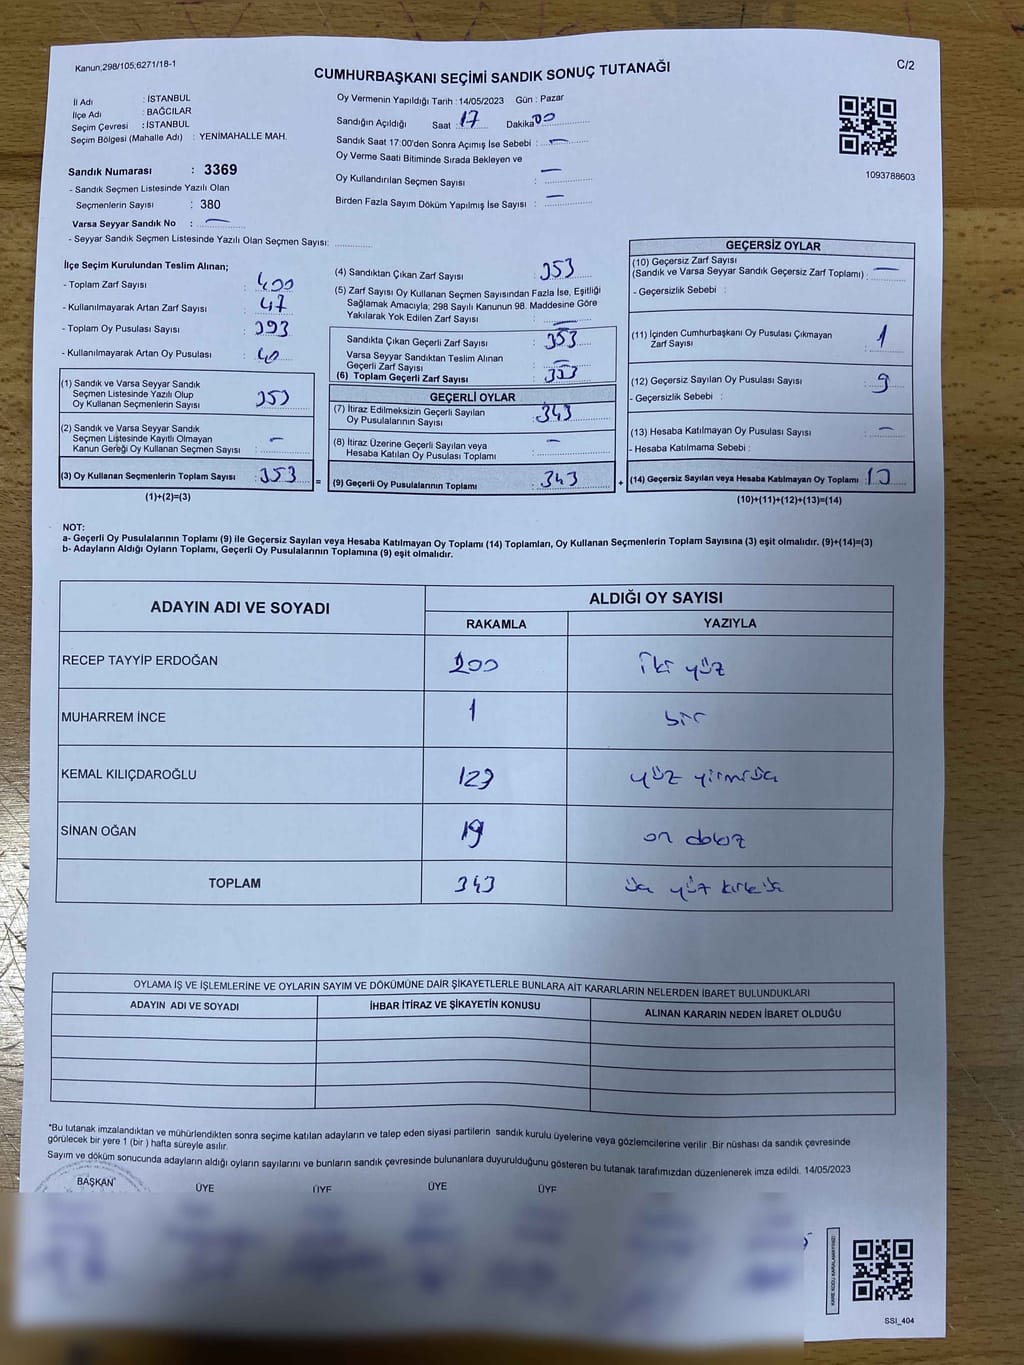 Kanun;298/105;6271/18-1
CUMHURBAŞKANI SEÇİMİ SANDIK SONUÇ TUTANAĞI
C/2
İl Adı : İSTANBUL
İlçe Adı : BAĞCILAR
Seçim Çevresi : İSTANBUL
Seçim Bölgesi (Mahalle Adı) : YENİMAHALLE MAH.
Sandık Numarası : 3369
- Sandık Seçmen Listesinde Yazılı Olan
Seçmenlerin Sayısı : 380
Varsa Seyyar Sandık No : —
- Seyyar Sandık Seçmen Listesinde Yazılı Olan Seçmen Sayısı:
Oy Vermenin Yapıldığı Tarih : 14/05/2023 Gün : Pazar
Sandığın Açıldığı Saat 17 Dakika 00
Sandık Saat 17:00'den Sonra Açımış İse Sebebi : —
Oy Verme Saati Bitiminde Sırada Bekleyen ve
Oy Kullandırılan Seçmen Sayısı : —
Birden Fazla Sayım Döküm Yapılmış İse Sayısı : —
1093788603
İlçe Seçim Kurulundan Teslim Alınan;
- Toplam Zarf Sayısı : 400
- Kullanılmayarak Artan Zarf Sayısı : 47
- Toplam Oy Pusulası Sayısı : 393
- Kullanılmayarak Artan Oy Pusulası : 40
(1) Sandık ve Varsa Seyyar Sandık
Seçmen Listesinde Yazılı Olup
Oy Kullanan Seçmenlerin Sayısı : 353
(2) Sandık ve Varsa Seyyar Sandık
Seçmen Listesinde Kayıtlı Olmayan
Kanun Gereği Oy Kullanan Seçmen Sayısı : —
(3) Oy Kullanan Seçmenlerin Toplam Sayısı : 353
(1)+(2)=(3)
(4) Sandıktan Çıkan Zarf Sayısı : 353
(5) Zarf Sayısı Oy Kullanan Seçmen Sayısından Fazla İse, Eşitliği
Sağlamak Amacıyla; 298 Sayılı Kanunun 98. Maddesine Göre
Yakılarak Yok Edilen Zarf Sayısı : —
Sandıkta Çıkan Geçerli Zarf Sayısı : 353
Varsa Seyyar Sandıktan Teslim Alınan
Geçerli Zarf Sayısı : —
(6) Toplam Geçerli Zarf Sayısı : 353
GEÇERLİ OYLAR
(7) İtiraz Edilmeksizin Geçerli Sayılan
Oy Pusulalarının Sayısı : 343
(8) İtiraz Üzerine Geçerli Sayılan veya
Hesaba Katılan Oy Pusulası Toplamı : —
= (9) Geçerli Oy Pusulalarının Toplamı : 343
GEÇERSİZ OYLAR
(10) Geçersiz Zarf Sayısı
(Sandık ve Varsa Seyyar Sandık Geçersiz Zarf Toplamı) : —
- Geçersizlik Sebebi :
(11) İçinden Cumhurbaşkanı Oy Pusulası Çıkmayan
Zarf Sayısı : 1
(12) Geçersiz Sayılan Oy Pusulası Sayısı : 9
- Geçersizlik Sebebi :
(13) Hesaba Katılmayan Oy Pusulası Sayısı : —
- Hesaba Katılmama Sebebi :
+ (14) Geçersiz Sayılan veya Hesaba Katılmayan Oy Toplamı : 10
(10)+(11)+(12)+(13)=(14)
NOT:
a- Geçerli Oy Pusulalarının Toplamı (9) ile Geçersiz Sayılan veya Hesaba Katılmayan Oy Toplamı (14) Toplamları, Oy Kullanan Seçmenlerin Toplam Sayısına (3) eşit olmalıdır. (9)+(14)=(3)
b- Adayların Aldığı Oyların Toplamı, Geçerli Oy Pusulalarının Toplamına (9) eşit olmalıdır.
ADAYIN ADI VE SOYADI
ALDIĞI OY SAYISI
RAKAMLA YAZIYLA
RECEP TAYYİP ERDOĞAN 200 iki yüz
MUHARREM İNCE 1 bir
KEMAL KILIÇDAROĞLU 123 yüz yirmi üç
SİNAN OĞAN 19 on dokuz
TOPLAM 343 üç yüz kırk üç
OYLAMA İŞ VE İŞLEMLERİNE VE OYLARIN SAYIM VE DÖKÜMÜNE DAİR ŞİKAYETLERLE BUNLARA AİT KARARLARIN NELERDEN İBARET BULUNDUKLARI
ADAYIN ADI VE SOYADI İHBAR İTİRAZ VE ŞİKAYETİN KONUSU ALINAN KARARIN NEDEN İBARET OLDUĞU
*Bu tutanak imzalandıktan ve mühürlendikten sonra seçime katılan adayların ve talep eden siyasi partilerin sandık kurulu üyelerine veya gözlemcilerine verilir .Bir nüshası da sandık çevresinde
görülecek bir yere 1 (bir ) hafta süreyle asılır.
Sayım ve döküm sonucunda adayların aldığı oyların sayılarını ve bunların sandık çevresinde bulunanlara duyurulduğunu gösteren bu tutanak tarafımızdan düzenlenerek imza edildi. 14/05/2023
BAŞKAN ÜYE ÜYE ÜYE ÜYE
KARE KODU KARALAMAYINIZ!
SSI_404